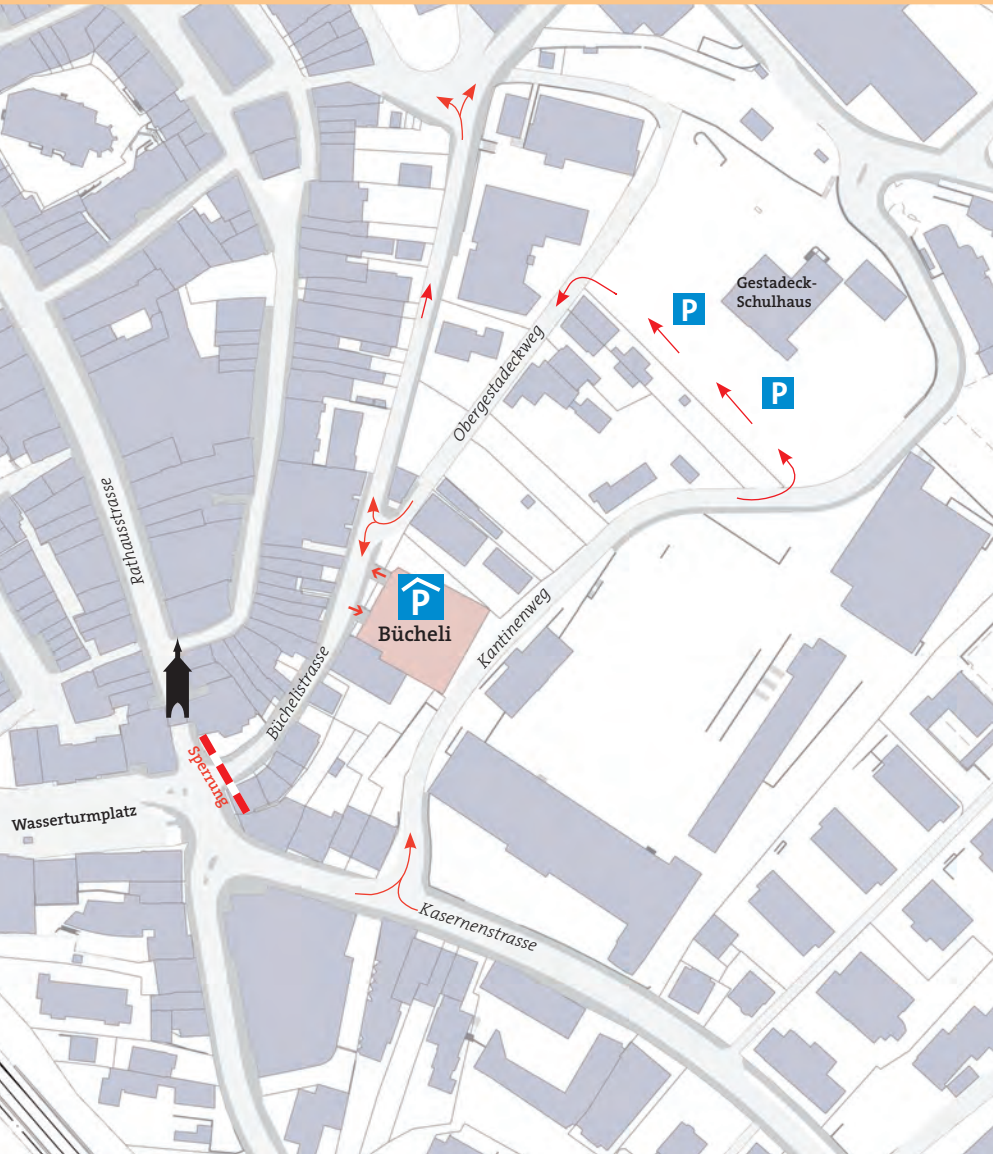 Gestadeck-
Schulhaus
P
P
Obergestadeckweg
Rathausstrasse
P
Bücheli
Kantinenweg
Büchelistrasse
Sperrung
Wasserturmplatz
Kasernenstrasse